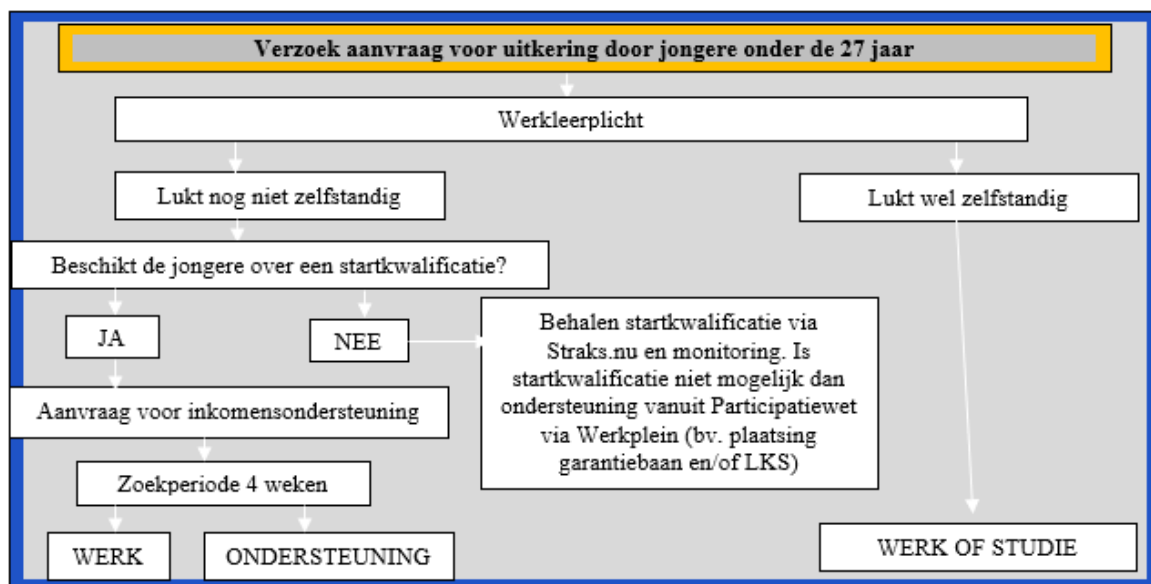 Verzoek aanvraag voor uitkering door jongere onder de 27 jaar
Werkleerplicht
Lukt nog niet zelfstandig
Lukt wel zelfstandig
Beschikt de jongere over een startkwalificatie?
JA
NEE
Behalen startkwalificatie via
Straks.nu en monitoring. Is
startkwalificatie niet mogelijk dan
ondersteuning vanuit Participatiewet
via Werkplein (bv. plaatsing
garantiebaan en/of LKS)
Aanvraag voor inkomensondersteuning
Zoekperiode 4 weken
WERK
ONDERSTEUNING
WERK OF STUDIE